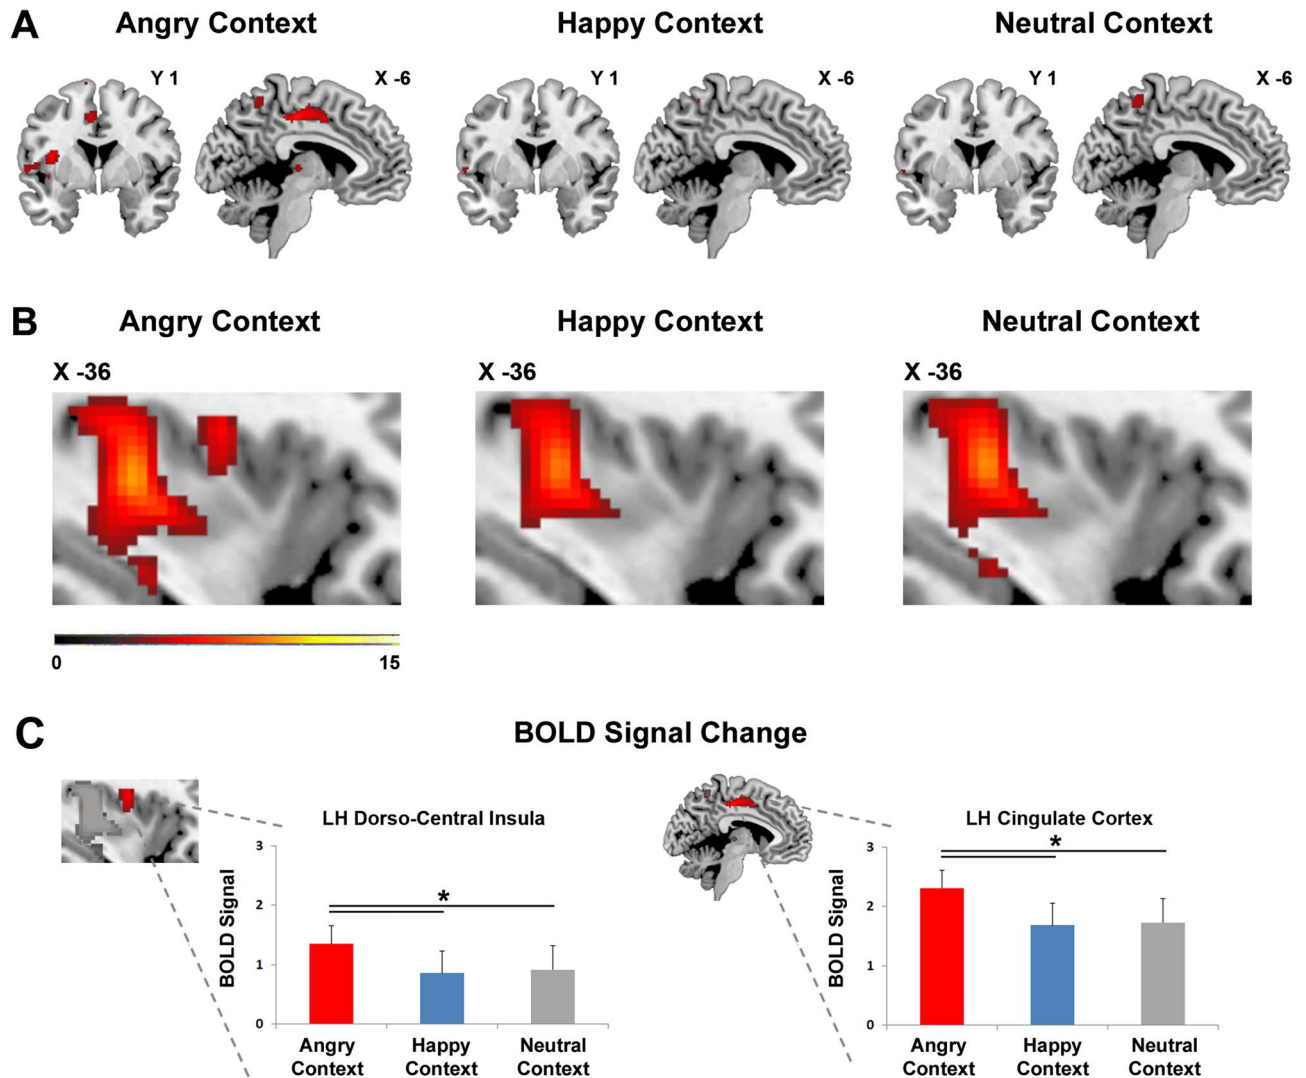 A
Angry Context
Happy Context
Neutral Context
Y 1
X -6
Y 1
X -6
Y 1
X -6
B
Angry Context
Happy Context
Neutral Context
X -36
X -36
X -36
0
15
C
BOLD Signal Change
LH Dorso-Central Insula
3
2
1
0
BOLD Signal
*
Angry
Context
Happy
Context
Neutral
Context
LH Cingulate Cortex
3
2
1
0
BOLD Signal
*
Angry
Context
Happy
Context
Neutral
Context